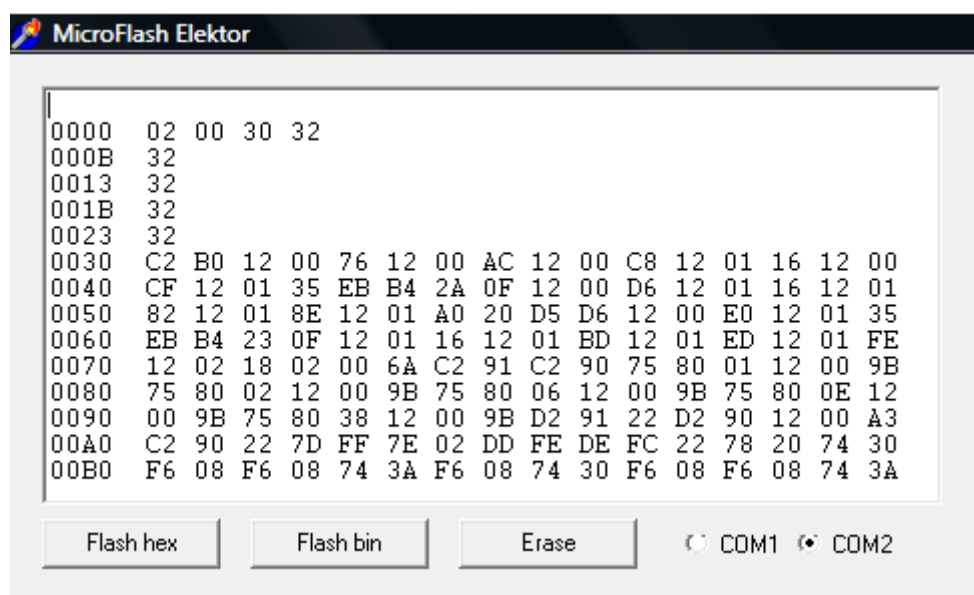 MicroFlash Elektor
0000 02 00 30 32
000B 32
0013 32
001B 32
0023 32
0030 C2 B0 12 00 76 12 00 AC 12 00 C8 12 01 16 12 00
0040 CF 12 01 35 EB B4 2A 0F 12 00 D6 12 01 16 12 01
0050 82 12 01 8E 12 01 A0 20 D5 D6 12 00 E0 12 01 35
0060 EB B4 23 0F 12 01 16 12 01 BD 12 01 ED 12 01 FE
0070 12 02 18 02 00 6A C2 91 C2 90 75 80 01 12 00 9B
0080 75 80 02 12 00 9B 75 80 06 12 00 9B 75 80 0E 12
0090 00 9B 75 80 38 12 00 9B D2 91 22 D2 90 12 00 A3
00A0 C2 90 22 7D FF 7E 02 DD FE DE FC 22 78 20 74 30
00B0 F6 08 F6 08 74 3A F6 08 74 30 F6 08 F6 08 74 3A
Flash hex Flash bin Erase COM1 COM2